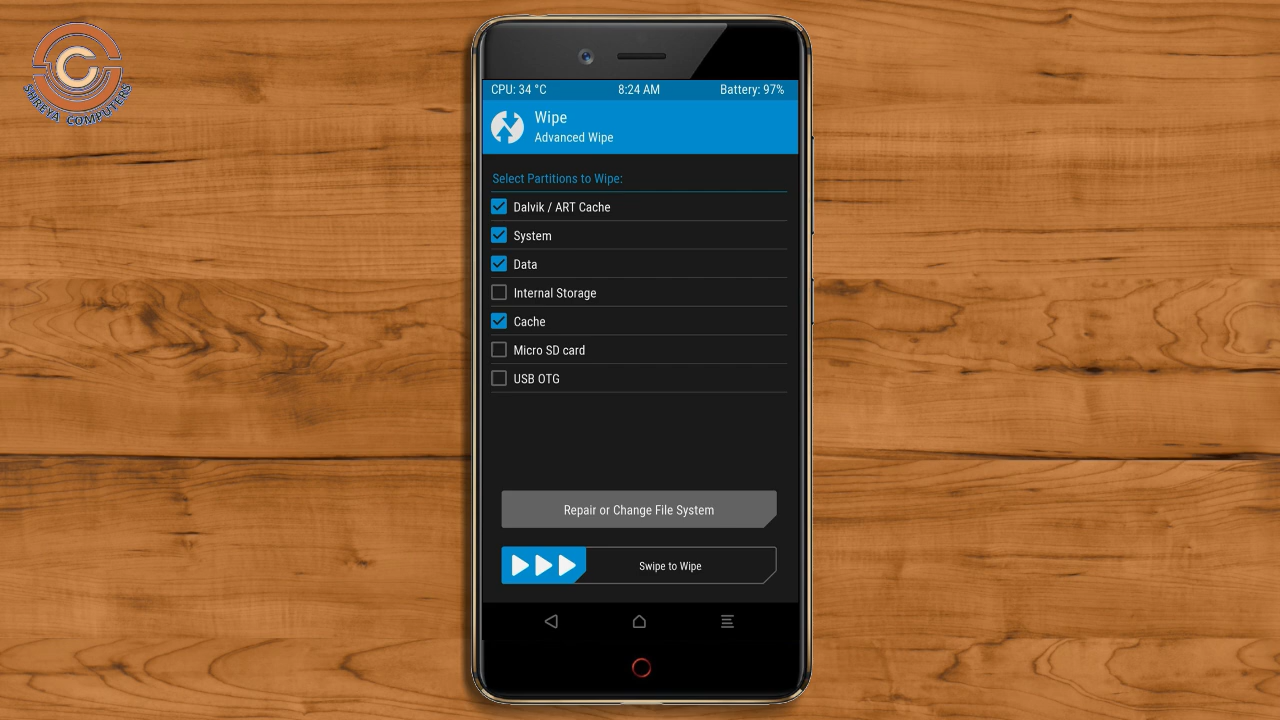 SHREYA COMPUTERS
CPU: 34 °C 8:24 AM Battery: 97%
Wipe
Advanced Wipe
Select Partitions to Wipe:
Dalvik / ART Cache
System
Data
Internal Storage
Cache
Micro SD card
USB OTG
Repair or Change File System
Swipe to Wipe